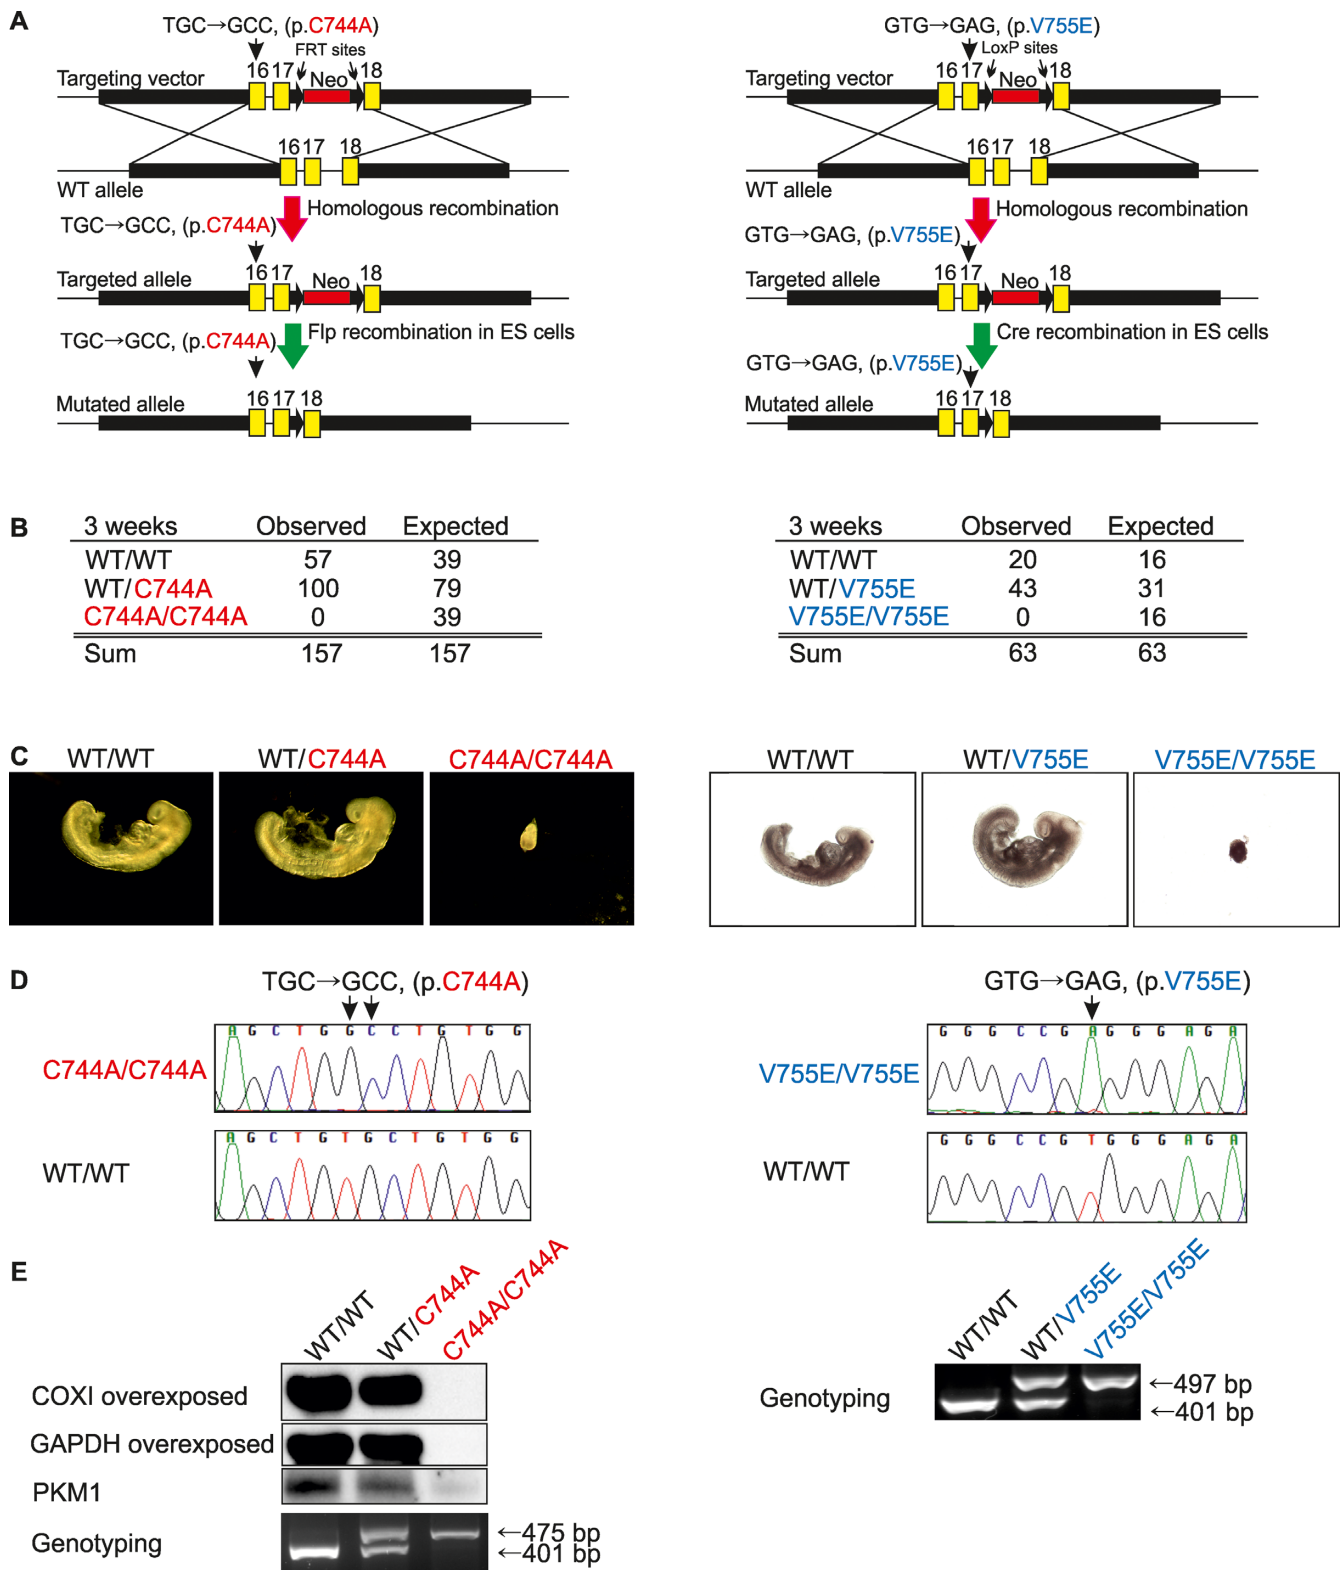 A
TGC→GCC, (p.C744A)
FRT sites
16 17 Neo 18
Targeting vector
16 17 18
WT allele
Homologous recombination
TGC→GCC, (p.C744A)
16 17 Neo 18
Targeted allele
Flp recombination in ES cells
TGC→GCC, (p.C744A)
16 17 18
Mutated allele
GTG→GAG, (p.V755E)
LoxP sites
16 17 Neo 18
Targeting vector
16 17 18
WT allele
Homologous recombination
GTG→GAG, (p.V755E)
16 17 Neo 18
Targeted allele
Cre recombination in ES cells
GTG→GAG, (p.V755E)
16 17 18
Mutated allele
B
3 weeks Observed Expected
WT/WT 57 39
WT/C744A 100 79
C744A/C744A 0 39
Sum 157 157
3 weeks Observed Expected
WT/WT 20 16
WT/V755E 43 31
V755E/V755E 0 16
Sum 63 63
C
WT/WT WT/C744A C744A/C744A
WT/WT WT/V755E V755E/V755E
D
TGC→GCC, (p.C744A)
A G C T G G C C T G T G G
C744A/C744A
A G C T G T G C T G T G G
WT/WT
GTG→GAG, (p.V755E)
G G G C C G A G G G A G A
V755E/V755E
G G G C C G T G G G A G A
WT/WT
E
WT/WT WT/C744A C744A/C744A
COXI overexposed
GAPDH overexposed
PKM1
Genotyping
←475 bp
←401 bp
WT/WT WT/V755E V755E/V755E
Genotyping
←497 bp
←401 bp